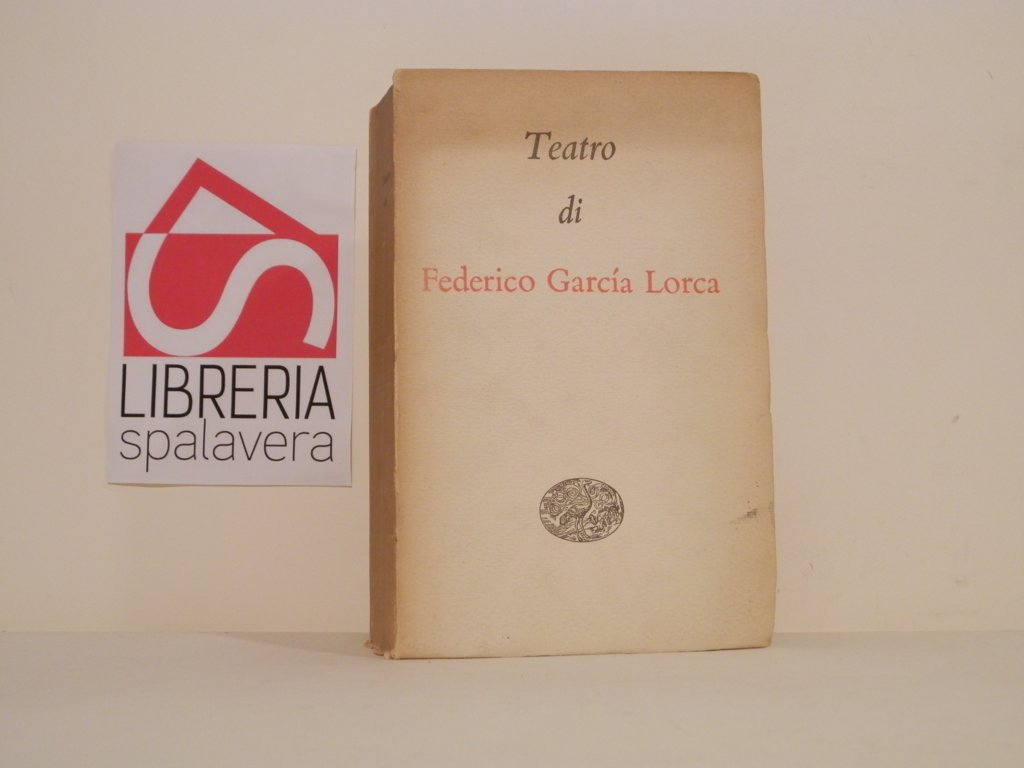 LIBRERIA
spalavera
Teatro
di
Federico García Lorca